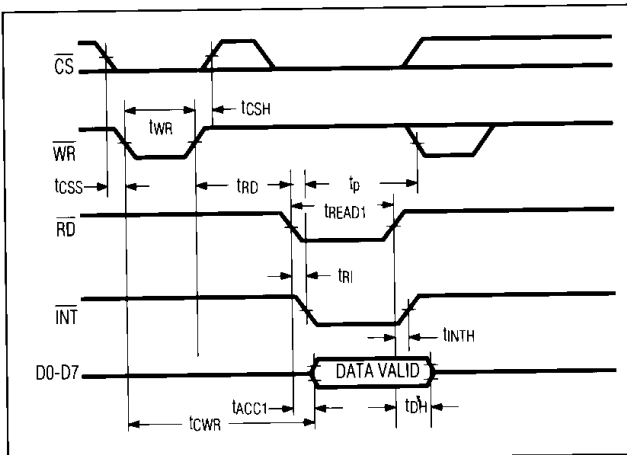 CS
tCSH
tWR
WR
tCSS
tRD
tp
tREAD1
RD
tRI
INT
tINTH
D0-D7
DATA VALID
tACC1
tDH
tCWR